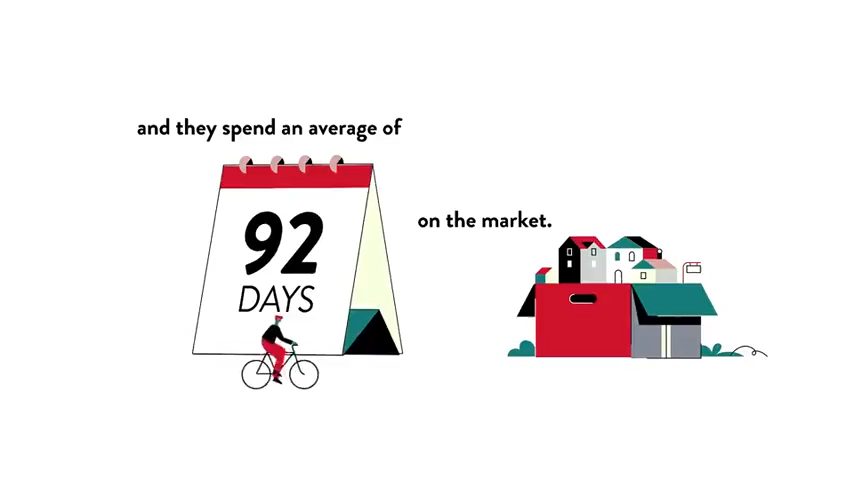 and they spend an average of
92
DAYS
on the market.